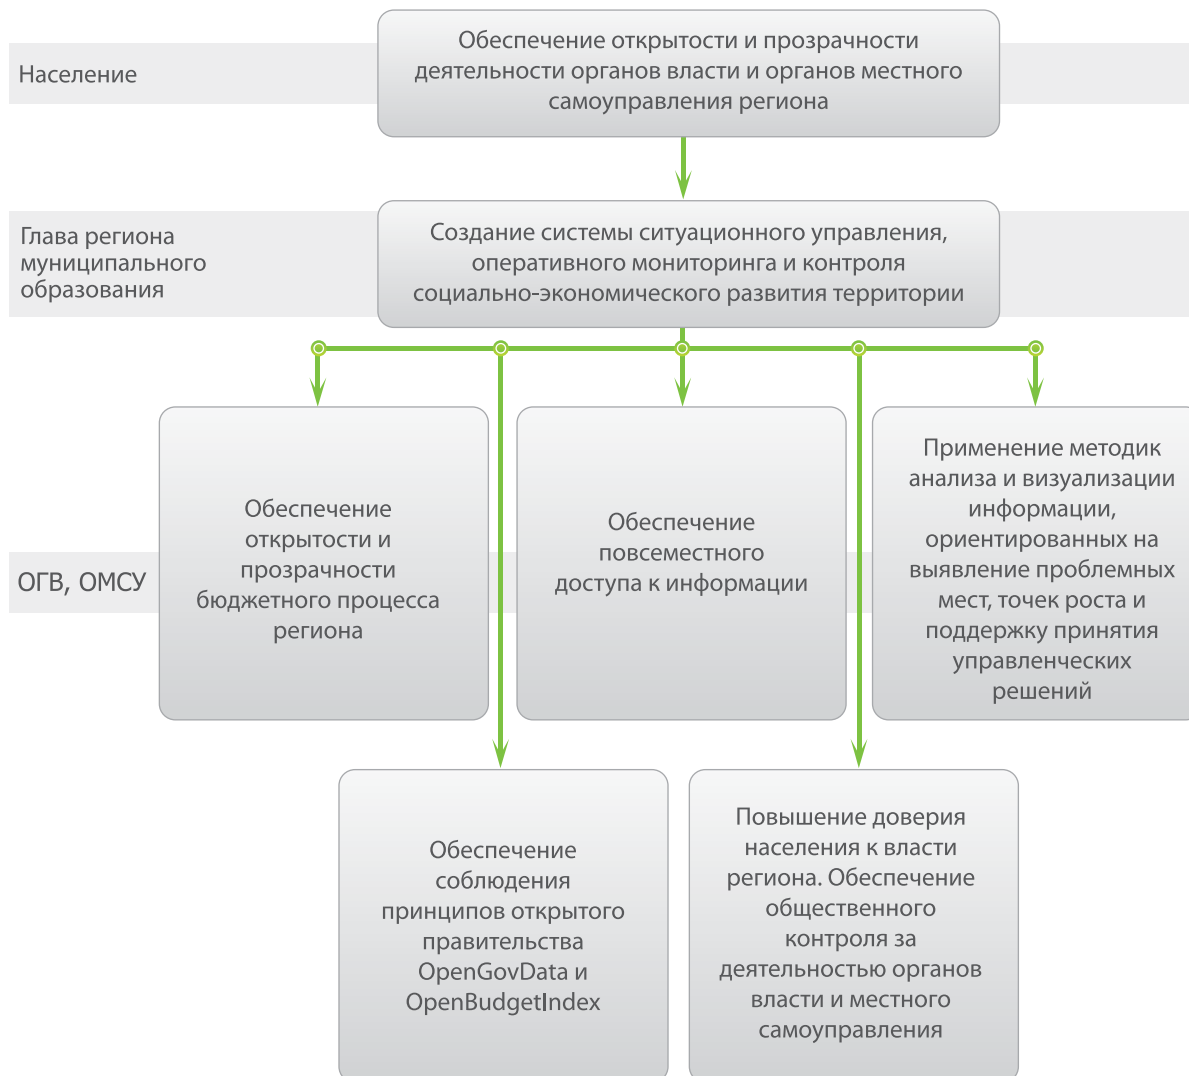 Население
Обеспечение открытости и прозрачности
деятельности органов власти и органов местного
самоуправления региона
Глава региона
муниципального
образования
Создание системы ситуационного управления,
оперативного мониторинга и контроля
социально-экономического развития территории
ОГВ, ОМСУ
Обеспечение
открытости и
прозрачности
бюджетного процесса
региона
Обеспечение
повсеместного
доступа к информации
Применение методик
анализа и визуализации
информации,
ориентированных на
выявление проблемных
мест, точек роста и
поддержку принятия
управленческих
решений
Обеспечение
соблюдения
принципов открытого
правительства
OpenGovData и
OpenBudgetIndex
Повышение доверия
населения к власти
региона. Обеспечение
общественного
контроля за
деятельностью органов
власти и местного
самоуправления